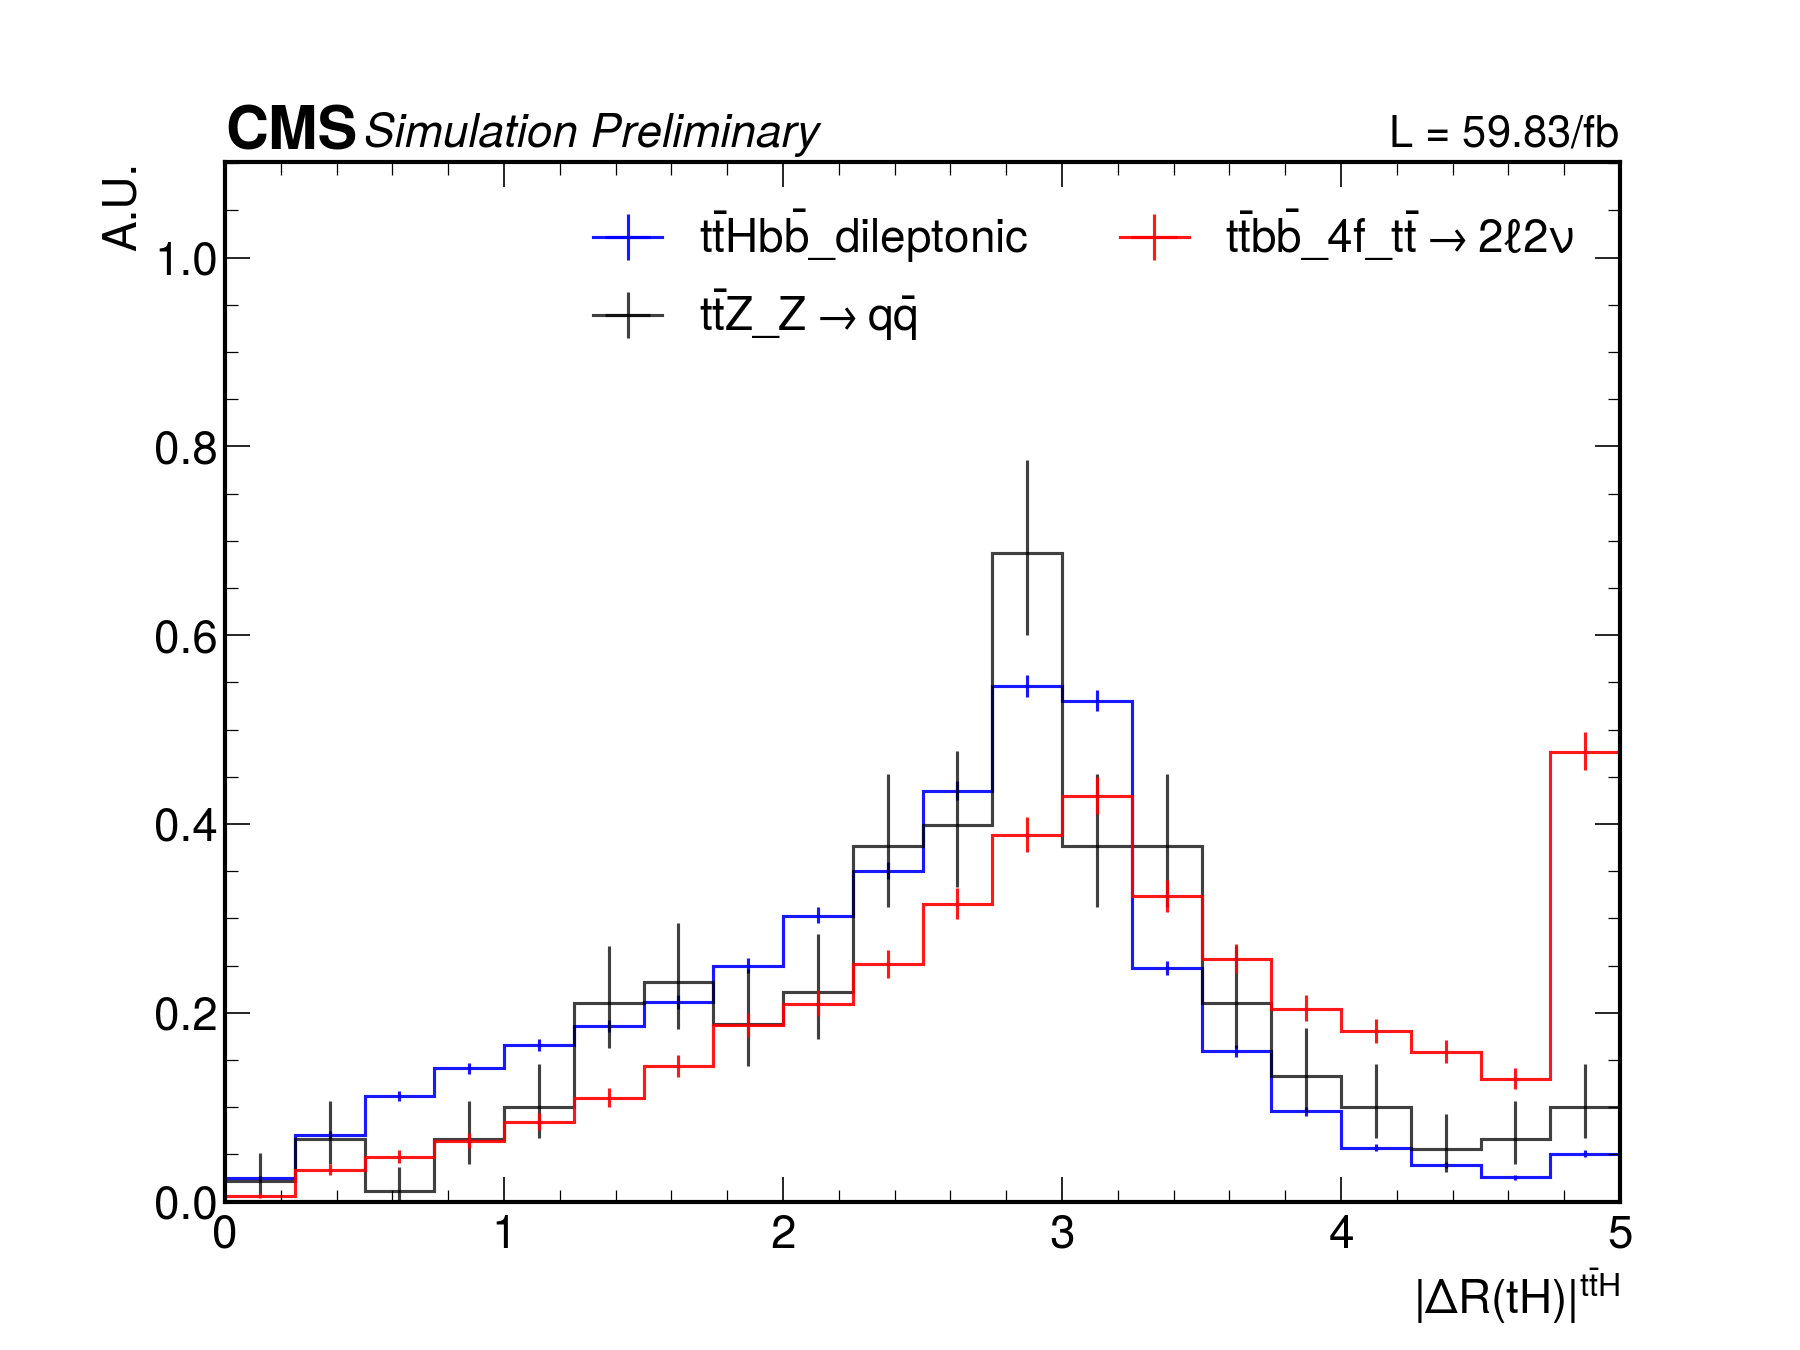 CMS Simulation Preliminary L = 59.83/fb
A.U.
tt̄Hbb̄_dileptonic tt̄bb̄_4f_tt̄ → 2ℓ2ν
tt̄Z_Z → qq̄
1.0
0.8
0.6
0.4
0.2
0.0
0 1 2 3 4 5
|ΔR(tH)|^tt̄H